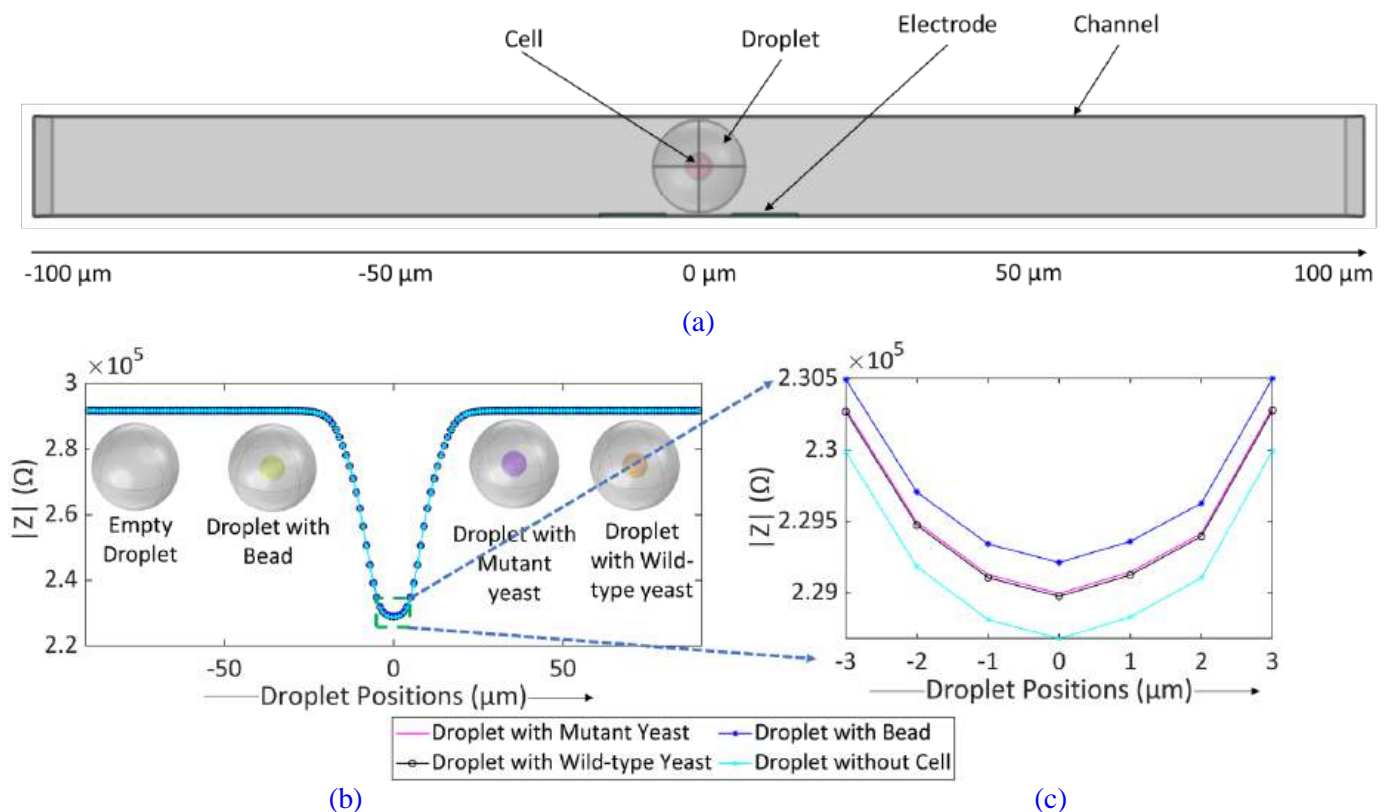 Cell
Droplet
Electrode
Channel
-100 µm
-50 µm
0 µm
50 µm
100 µm
(a)
×10⁵
3
2.8
2.6
2.4
2.2
|Z| (Ω)
-50
0
50
Empty
Droplet
Droplet with
Bead
Droplet with
Mutant
yeast
Droplet
with Wild-
type yeast
Droplet Positions (µm)
×10⁵
2.305
2.3
2.295
2.29
|Z| (Ω)
-3
-2
-1
0
1
2
3
Droplet Positions (µm)
Droplet with Mutant Yeast
Droplet with Bead
Droplet with Wild-type Yeast
Droplet without Cell
(b)
(c)